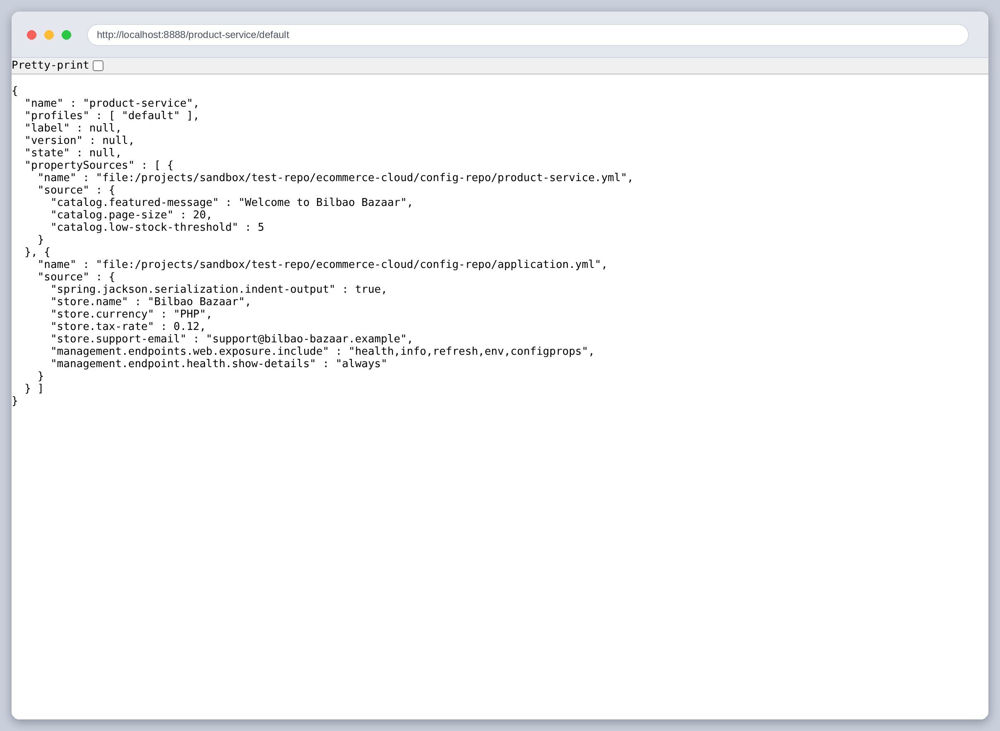 http://localhost:8888/product-service/default
Pretty-print
{
  "name" : "product-service",
  "profiles" : [ "default" ],
  "label" : null,
  "version" : null,
  "state" : null,
  "propertySources" : [ {
    "name" : "file:/projects/sandbox/test-repo/ecommerce-cloud/config-repo/product-service.yml",
    "source" : {
      "catalog.featured-message" : "Welcome to Bilbao Bazaar",
      "catalog.page-size" : 20,
      "catalog.low-stock-threshold" : 5
    }
  }, {
    "name" : "file:/projects/sandbox/test-repo/ecommerce-cloud/config-repo/application.yml",
    "source" : {
      "spring.jackson.serialization.indent-output" : true,
      "store.name" : "Bilbao Bazaar",
      "store.currency" : "PHP",
      "store.tax-rate" : 0.12,
      "store.support-email" : "support@bilbao-bazaar.example",
      "management.endpoints.web.exposure.include" : "health,info,refresh,env,configprops",
      "management.endpoint.health.show-details" : "always"
    }
  } ]
}